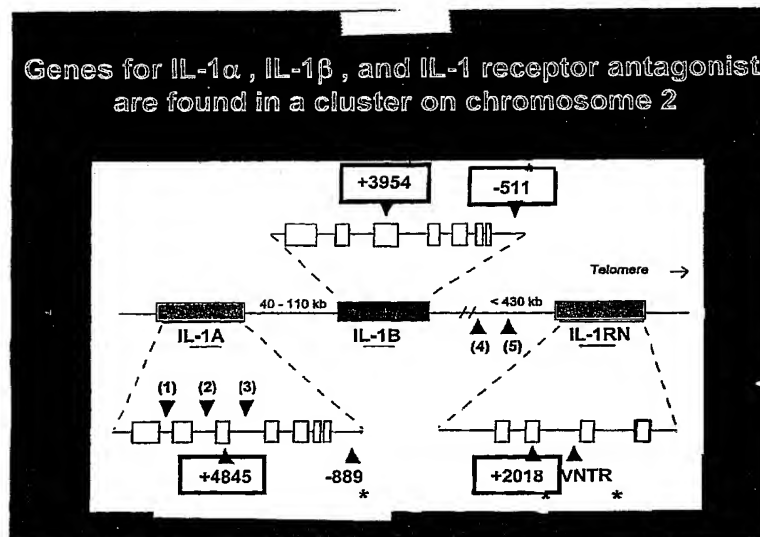 Genes for IL-1α , IL-1β , and IL-1 receptor antagonist
are found in a cluster on chromosome 2
+3954
-511
Telomere →
40 - 110 kb
< 430 kb
IL-1A
IL-1B
(4)
(5)
IL-1RN
(1)
(2)
(3)
+4845
-889
*
+2018
*
VNTR
*